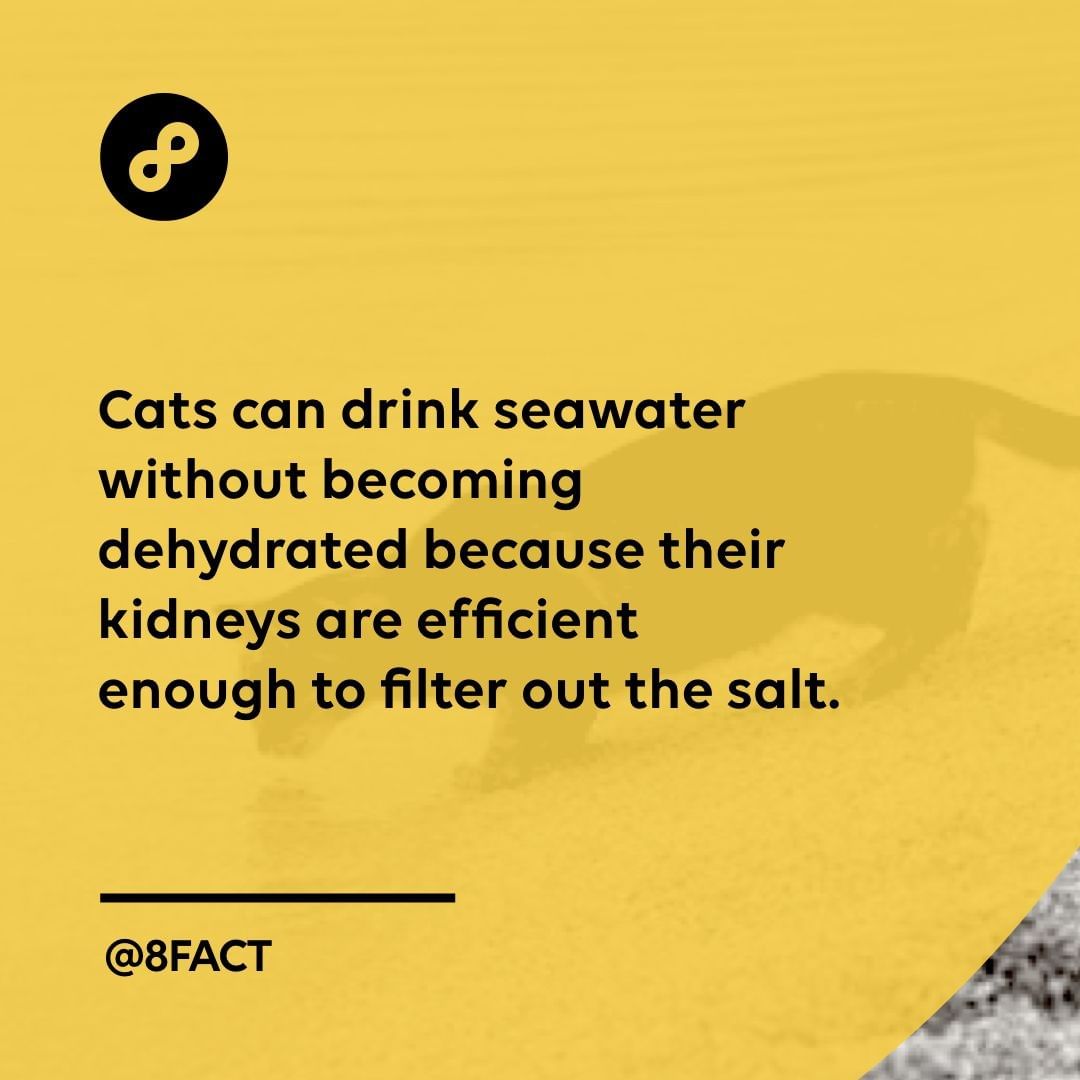 Cats can drink seawater
without becoming
dehydrated because their
kidneys are efficient
enough to filter out the salt.
@8FACT